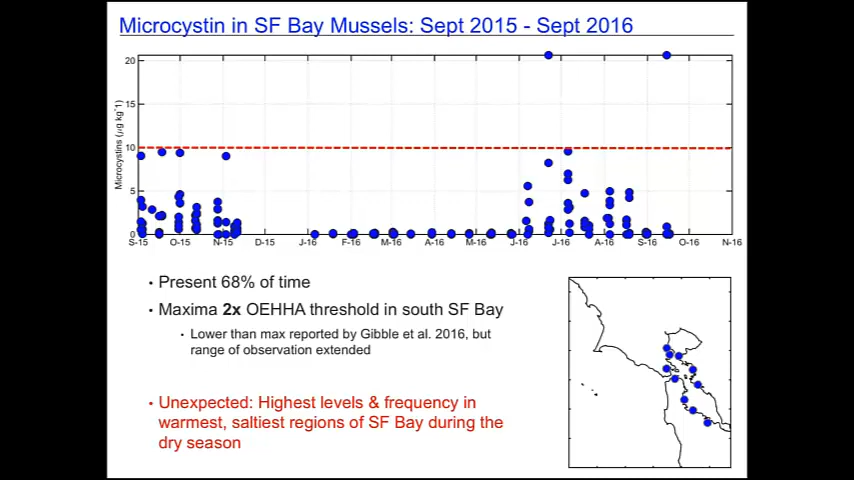 Microcystin in SF Bay Mussels: Sept 2015 - Sept 2016
Microcystins (μg kg⁻¹)
20
15
10
5
0
S-15 O-15 N-15 D-15 J-16 F-16 M-16 A-16 M-16 J-16 J-16 A-16 S-16 O-16 N-16
• Present 68% of time
• Maxima 2x OEHHA threshold in south SF Bay
• Lower than max reported by Gibble et al. 2016, but
range of observation extended
• Unexpected: Highest levels & frequency in
warmest, saltiest regions of SF Bay during the
dry season